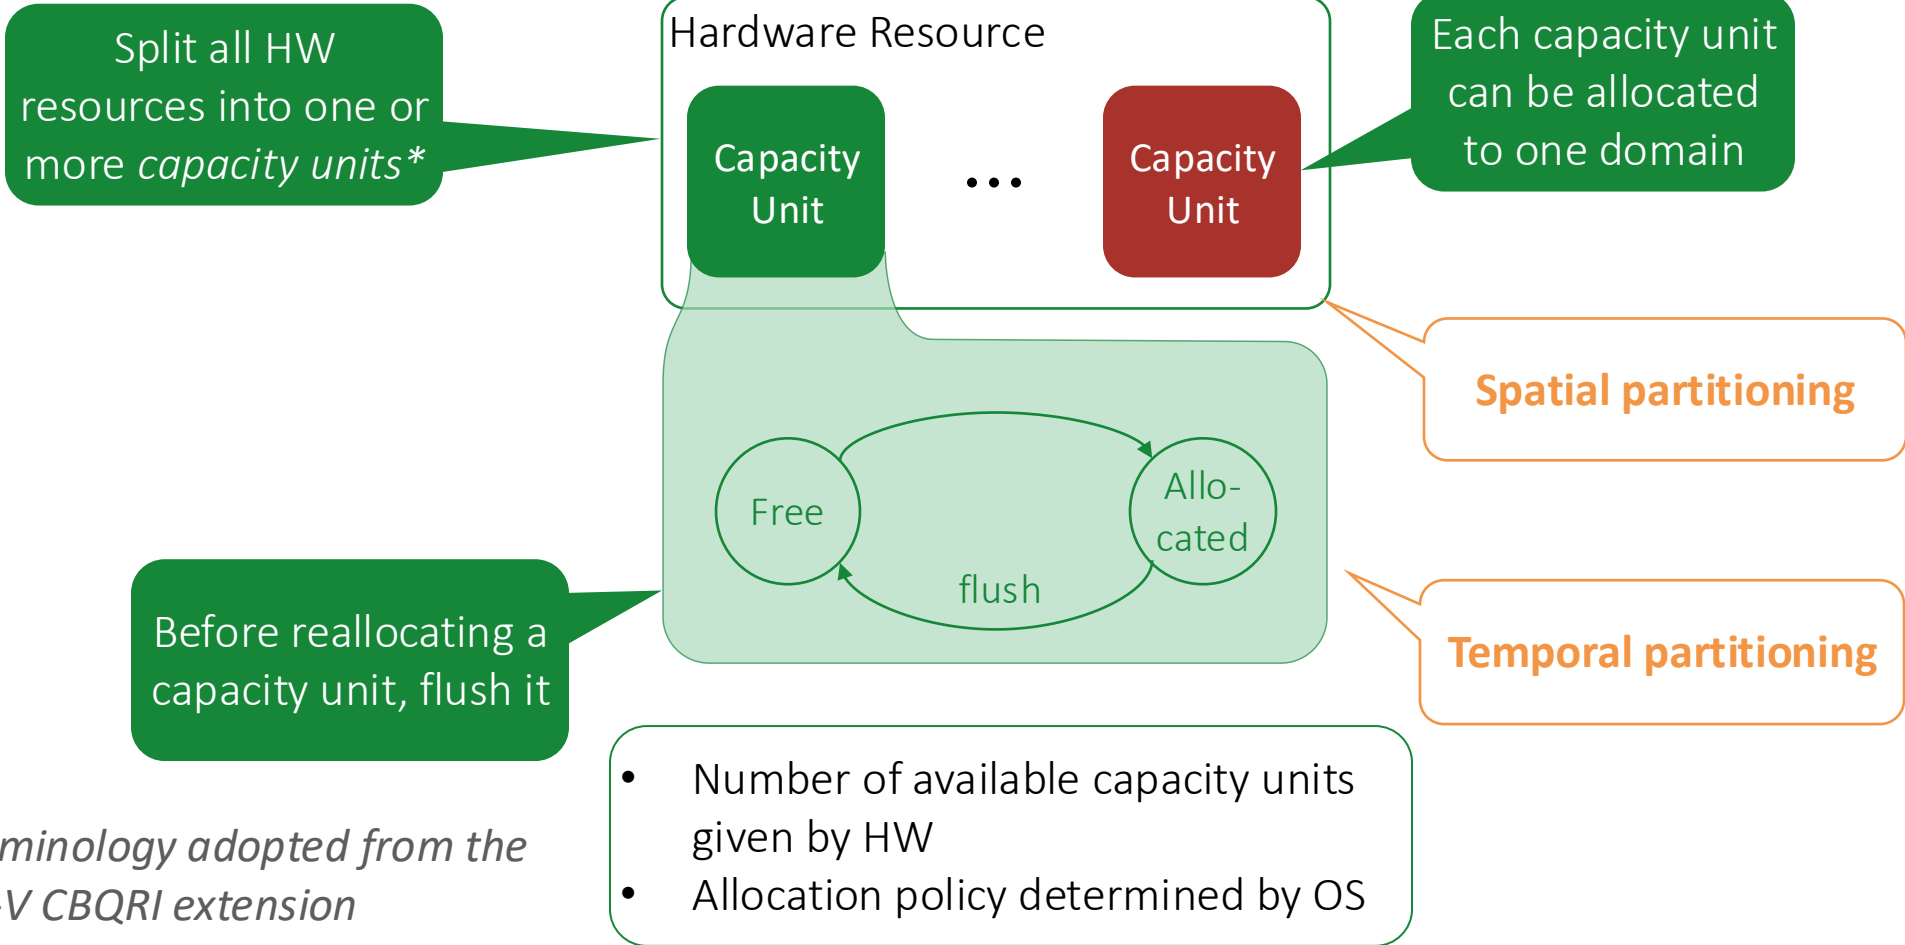 Split all HW
resources into one or
more capacity units*
Hardware Resource
Capacity
Unit
...
Capacity
Unit
Each capacity unit
can be allocated
to one domain
Spatial partitioning
Free
Allo-
cated
flush
Before reallocating a
capacity unit, flush it
Temporal partitioning
• Number of available capacity units
given by HW
• Allocation policy determined by OS
adopted from the
-V CBQRI extension